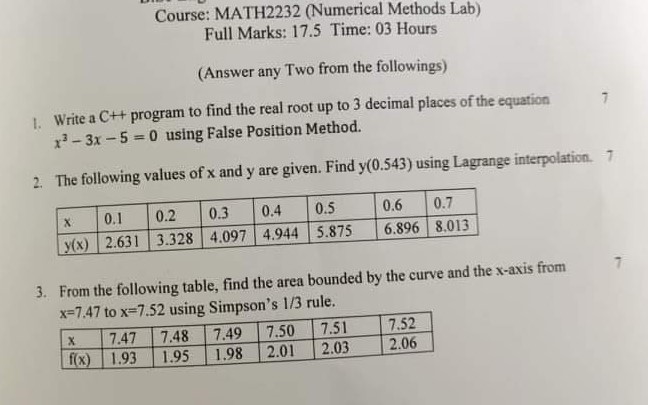 Course: MATH2232 (Numerical Methods Lab)
Full Marks: 17.5 Time: 03 Hours
(Answer any Two from the followings)
1. Write a C++ program to find the real root up to 3 decimal places of the equation 7
x³ – 3x – 5 = 0 using False Position Method.
2. The following values of x and y are given. Find y(0.543) using Lagrange interpolation. 7
x 0.1 0.2 0.3 0.4 0.5 0.6 0.7
y(x) 2.631 3.328 4.097 4.944 5.875 6.896 8.013
3. From the following table, find the area bounded by the curve and the x-axis from 7
x=7.47 to x=7.52 using Simpson's 1/3 rule.
x 7.47 7.48 7.49 7.50 7.51 7.52
f(x) 1.93 1.95 1.98 2.01 2.03 2.06